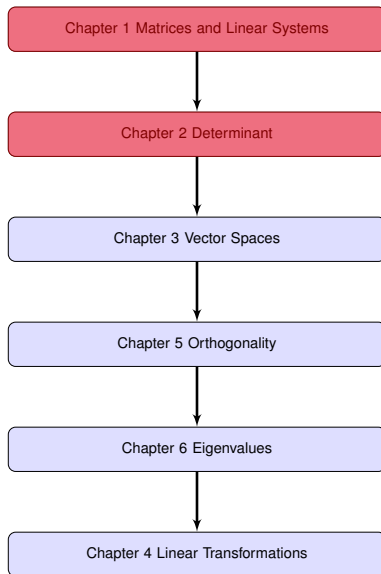 Chapter 1 Matrices and Linear Systems
Chapter 2 Determinant
Chapter 3 Vector Spaces
Chapter 5 Orthogonality
Chapter 6 Eigenvalues
Chapter 4 Linear Transformations